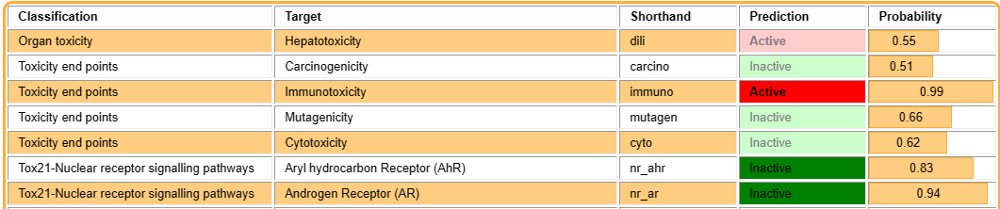 Classification Target Shorthand Prediction Probability
Organ toxicity Hepatotoxicity dili Active 0.55
Toxicity end points Carcinogenicity carcino Inactive 0.51
Toxicity end points Immunotoxicity immuno Active 0.99
Toxicity end points Mutagenicity mutagen Inactive 0.66
Toxicity end points Cytotoxicity cyto Inactive 0.62
Tox21-Nuclear receptor signalling pathways Aryl hydrocarbon Receptor (AhR) nr_ahr Inactive 0.83
Tox21-Nuclear receptor signalling pathways Androgen Receptor (AR) nr_ar Inactive 0.94